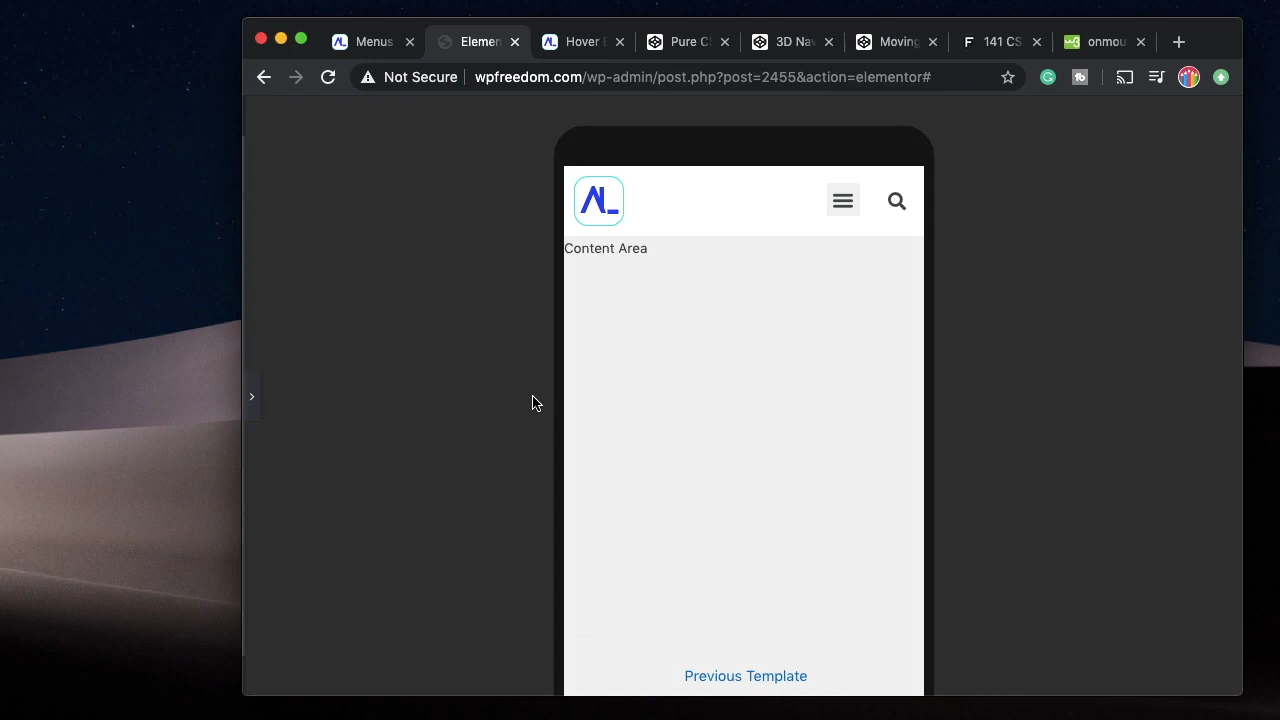 Menus
Elemen
Hover E
Pure C
3D Nav
Moving
F 141 CS
onmou
Not Secure wpfreedom.com/wp-admin/post.php?post=2455&action=elementor#
Content Area
Previous Template